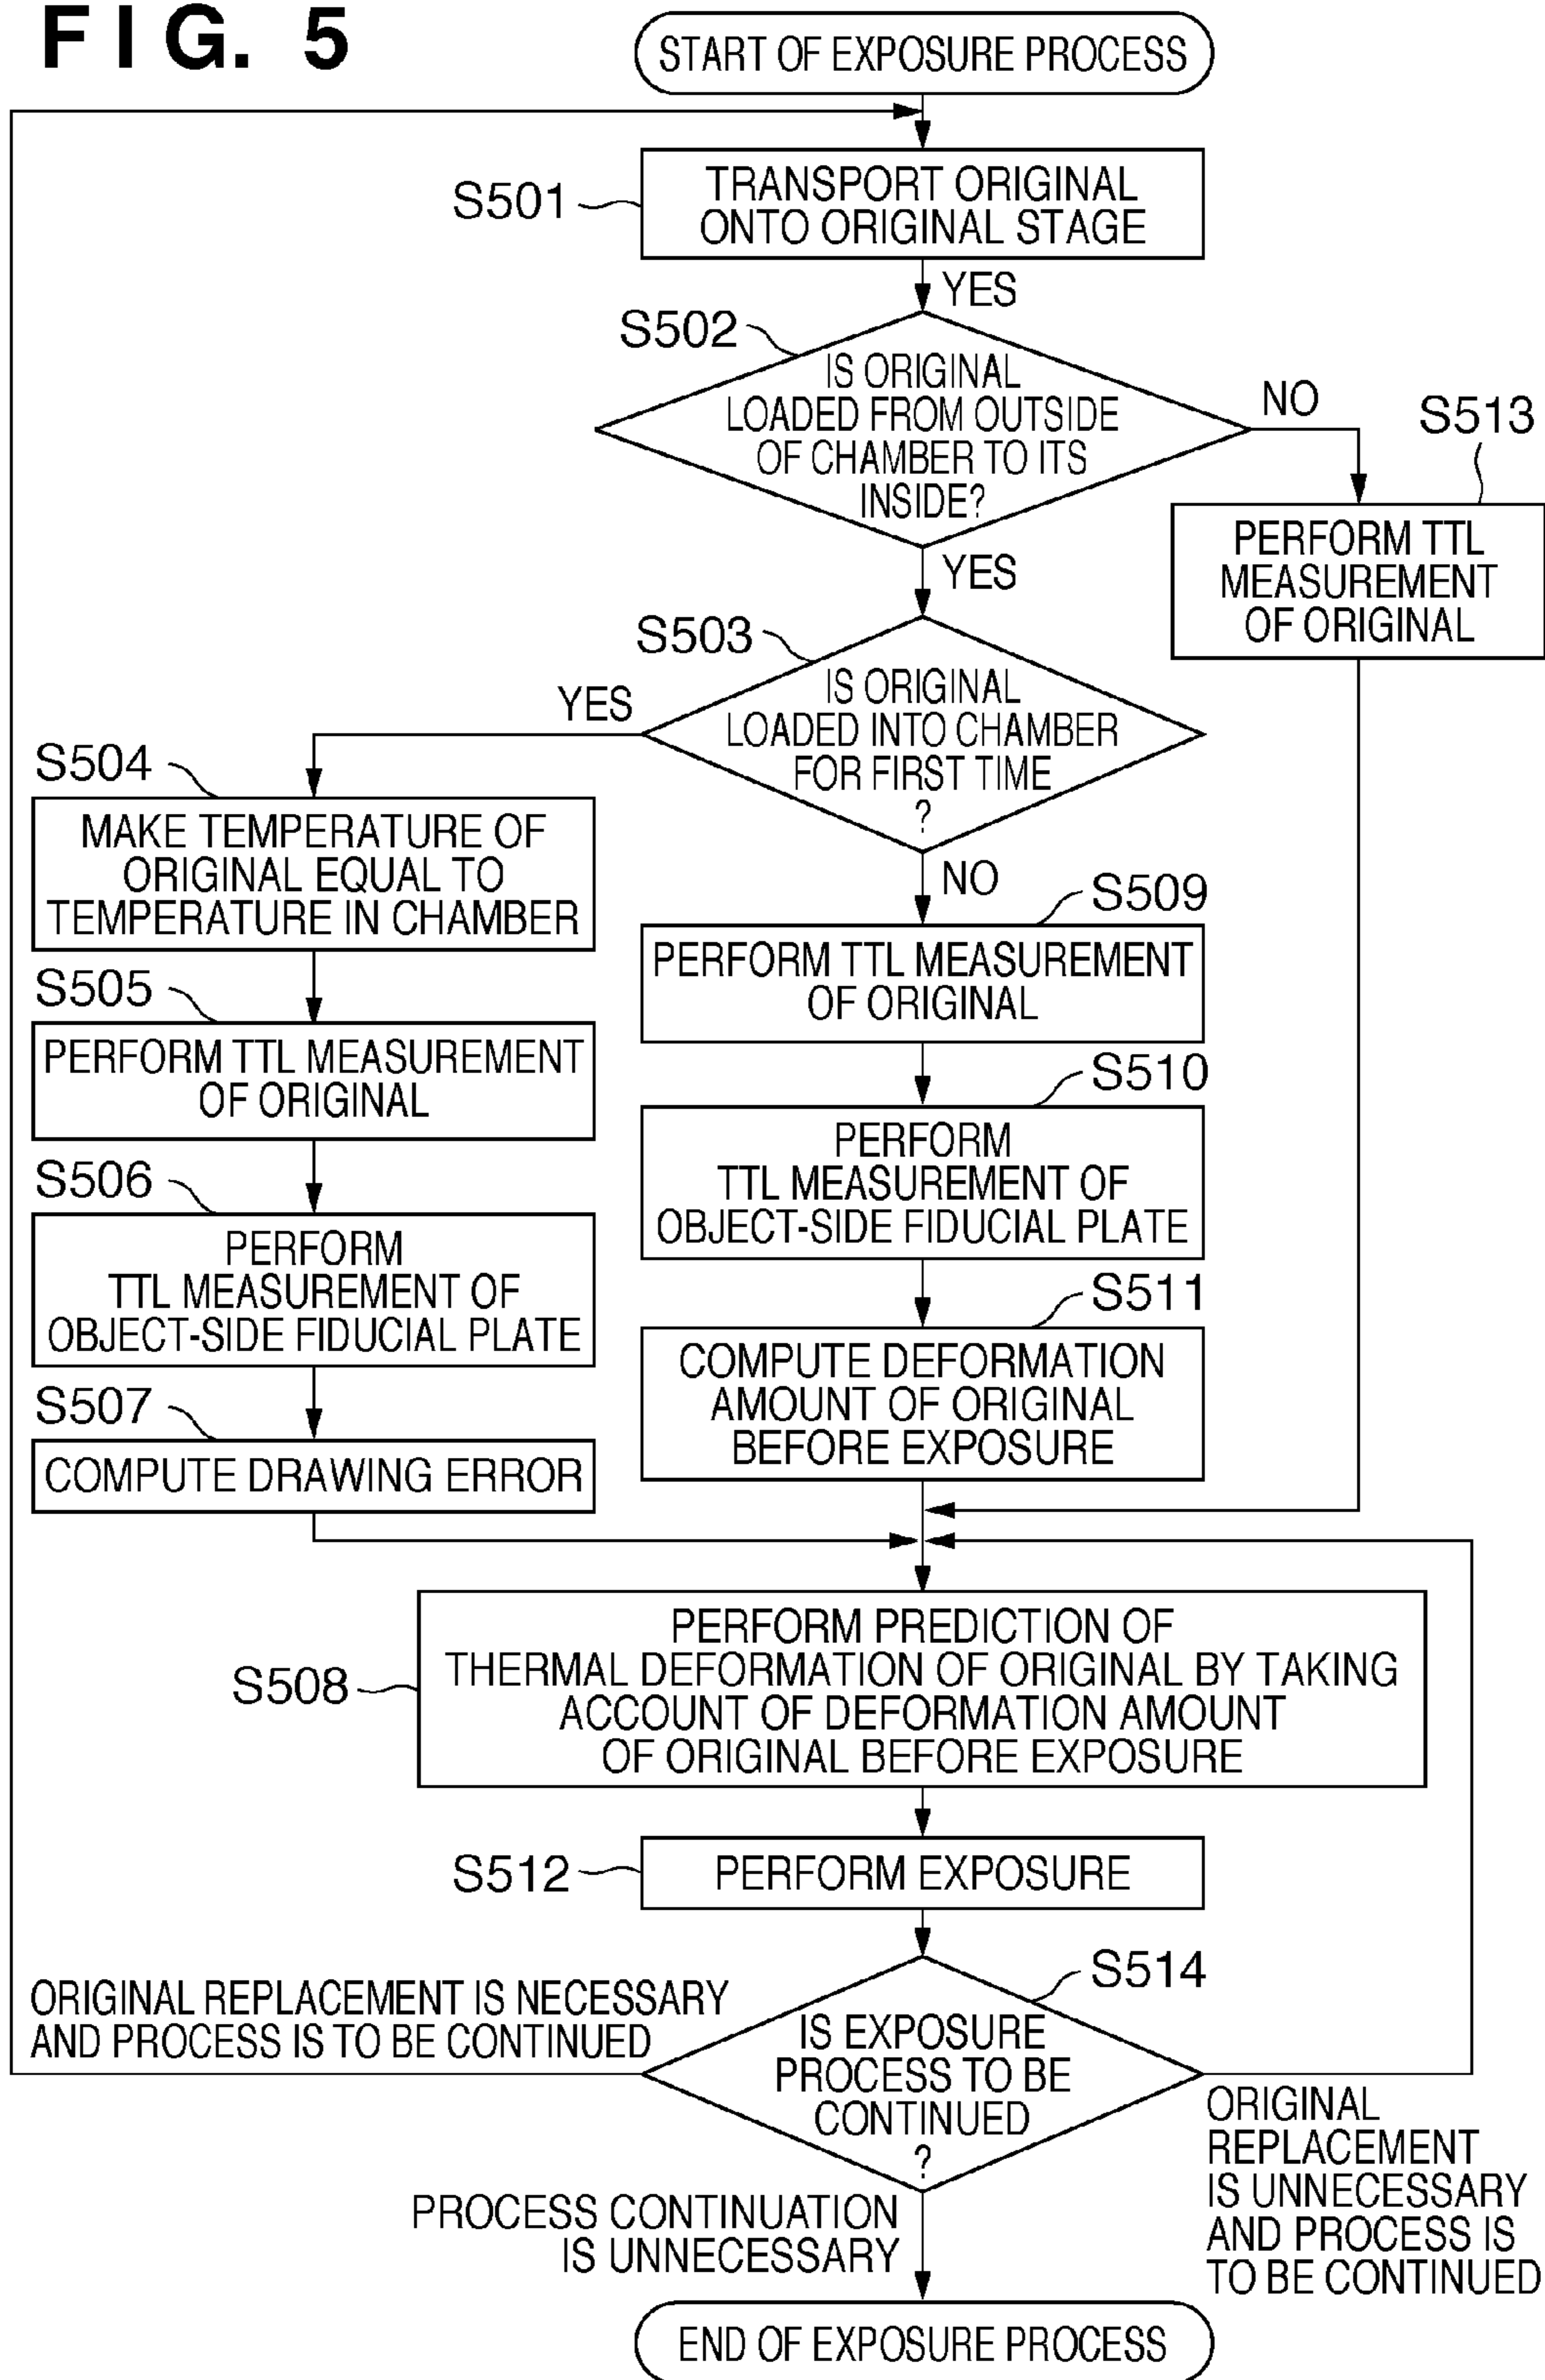 FIG. 5
START OF EXPOSURE PROCESS
S501
TRANSPORT ORIGINAL
ONTO ORIGINAL STAGE
YES
S502
IS ORIGINAL
LOADED FROM OUTSIDE
OF CHAMBER TO ITS
INSIDE?
NO
S513
PERFORM TTL
MEASUREMENT
OF ORIGINAL
YES
S503
IS ORIGINAL
LOADED INTO CHAMBER
FOR FIRST TIME
?
YES
S504
MAKE TEMPERATURE OF
ORIGINAL EQUAL TO
TEMPERATURE IN CHAMBER
S505
PERFORM TTL MEASUREMENT
OF ORIGINAL
S506
PERFORM
TTL MEASUREMENT OF
OBJECT-SIDE FIDUCIAL PLATE
S507
COMPUTE DRAWING ERROR
NO
S509
PERFORM TTL MEASUREMENT
OF ORIGINAL
S510
PERFORM
TTL MEASUREMENT OF
OBJECT-SIDE FIDUCIAL PLATE
S511
COMPUTE DEFORMATION
AMOUNT OF ORIGINAL
BEFORE EXPOSURE
S508
PERFORM PREDICTION OF
THERMAL DEFORMATION OF ORIGINAL BY TAKING
ACCOUNT OF DEFORMATION AMOUNT
OF ORIGINAL BEFORE EXPOSURE
S512
PERFORM EXPOSURE
S514
IS EXPOSURE
PROCESS TO BE
CONTINUED
?
ORIGINAL REPLACEMENT IS NECESSARY
AND PROCESS IS TO BE CONTINUED
ORIGINAL
REPLACEMENT
IS UNNECESSARY
AND PROCESS IS
TO BE CONTINUED
PROCESS CONTINUATION
IS UNNECESSARY
END OF EXPOSURE PROCESS